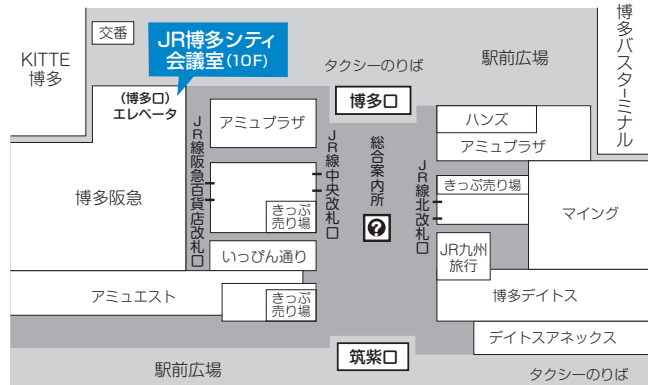 KITTE
博多
交番
JR博多シティ
会議室(10F)
(博多口)
エレベータ
タクシーのりば
駅前広場
博多バスターミナル
博多口
アミュプラザ
ハンズ
アミュプラザ
JR線阪急百貨店改札口
JR線中央改札口
総合案内所
?
JR線北改札口
きっぷ売り場
マイング
博多阪急
きっぷ
売り場
いっぴん通り
JR九州
旅行
アミュエスト
きっぷ
売り場
博多デイトス
デイトスアネックス
筑紫口
駅前広場
タクシーのりば